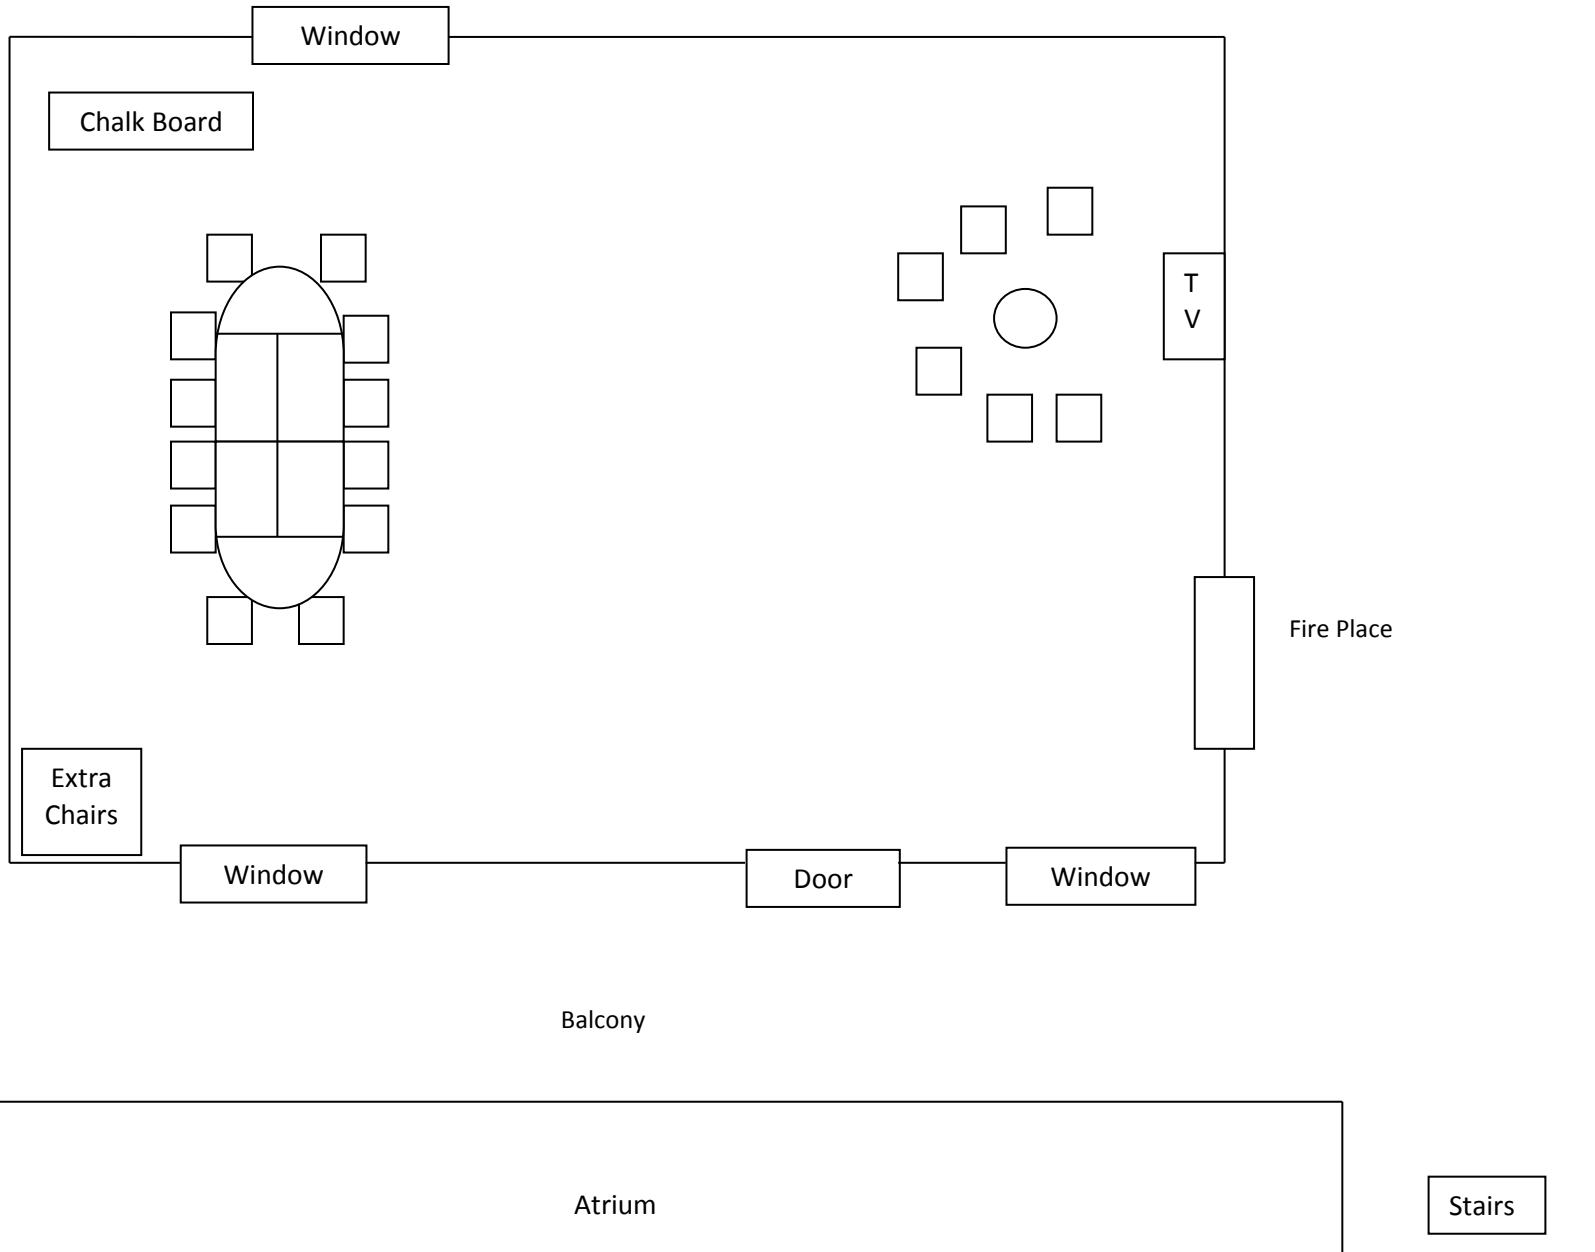 Window
Chalk Board
T
V
Fire Place
Extra
Chairs
Window
Door
Window
Balcony
Atrium
Stairs